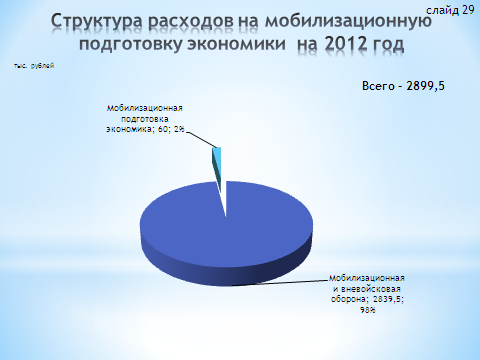 слайд 29
Структура расходов на мобилизационную
подготовку экономики на 2012 год
тыс. рублей
Всего - 2899,5
Мобилизационная
подготовка
экономика; 60; 2%
Мобилизационная
и вневойсковая
оборона; 2839,5;
98%